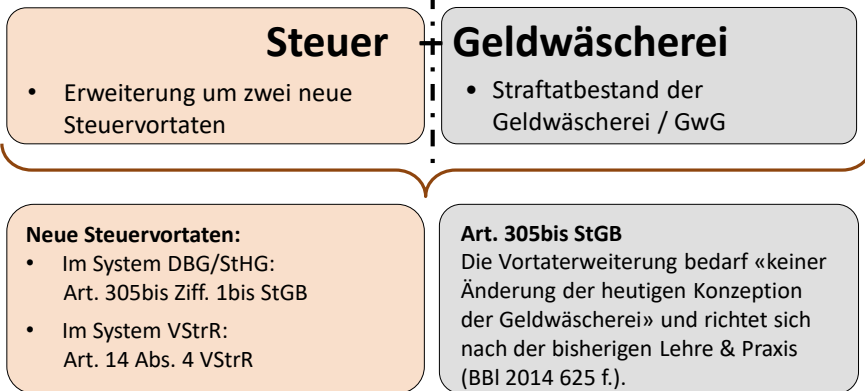 Steuer + Geldwäscherei
• Erweiterung um zwei neue
Steuervortaten
• Straftatbestand der
Geldwäscherei / GwG
Neue Steuervortaten:
• Im System DBG/StHG:
Art. 305bis Ziff. 1bis StGB
• Im System VStrR:
Art. 14 Abs. 4 VStrR
Art. 305bis StGB
Die Vortaterweiterung bedarf «keiner
Änderung der heutigen Konzeption
der Geldwäscherei» und richtet sich
nach der bisherigen Lehre & Praxis
(BBl 2014 625 f.).